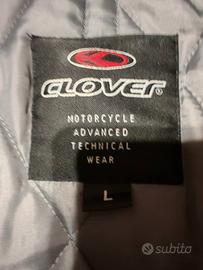 CLOVER®
MOTORCYCLE
ADVANCED
TECHNICAL
WEAR
L
subito